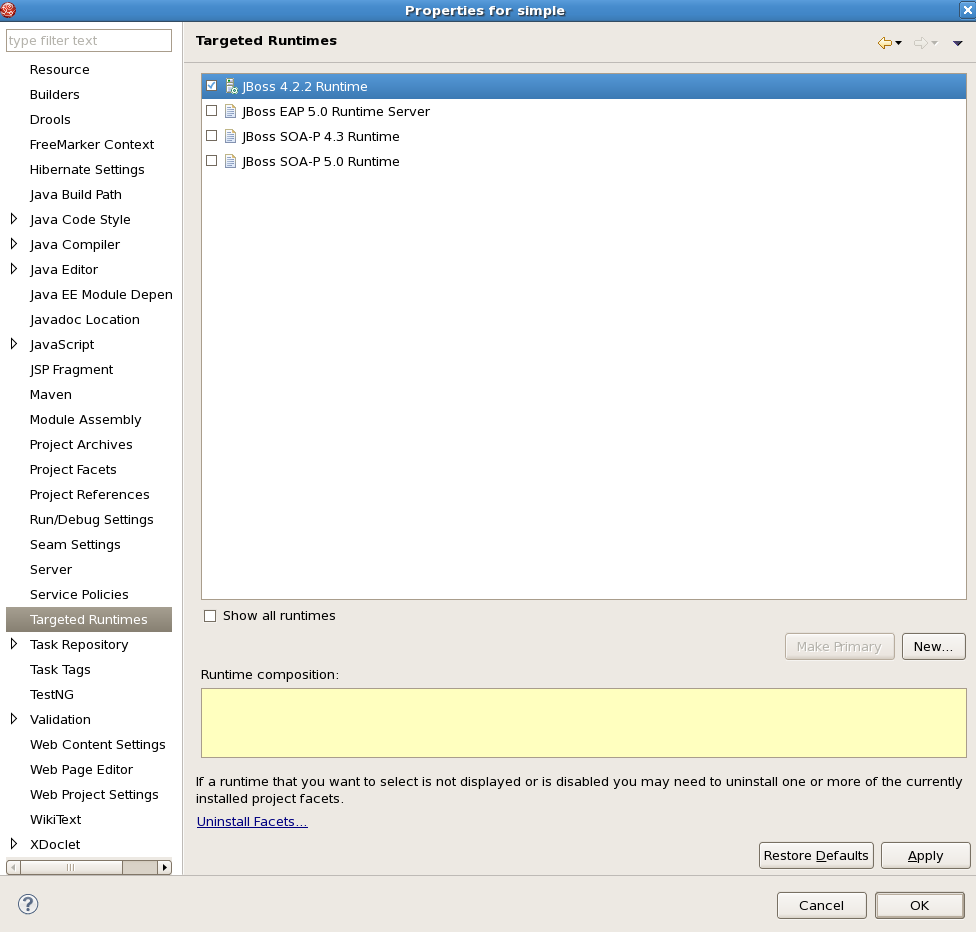 Properties for simple
type filter text
Resource
Builders
Drools
FreeMarker Context
Hibernate Settings
Java Build Path
Java Code Style
Java Compiler
Java Editor
Java EE Module Depen
Javadoc Location
JavaScript
JSP Fragment
Maven
Module Assembly
Project Archives
Project Facets
Project References
Run/Debug Settings
Seam Settings
Server
Service Policies
Targeted Runtimes
Task Repository
Task Tags
TestNG
Validation
Web Content Settings
Web Page Editor
Web Project Settings
WikiText
XDoclet
Targeted Runtimes
JBoss 4.2.2 Runtime
JBoss EAP 5.0 Runtime Server
JBoss SOA-P 4.3 Runtime
JBoss SOA-P 5.0 Runtime
Show all runtimes
Make Primary
New...
Runtime composition:
If a runtime that you want to select is not displayed or is disabled you may need to uninstall one or more of the currently
installed project facets.
Uninstall Facets...
Restore Defaults
Apply
?
Cancel
OK